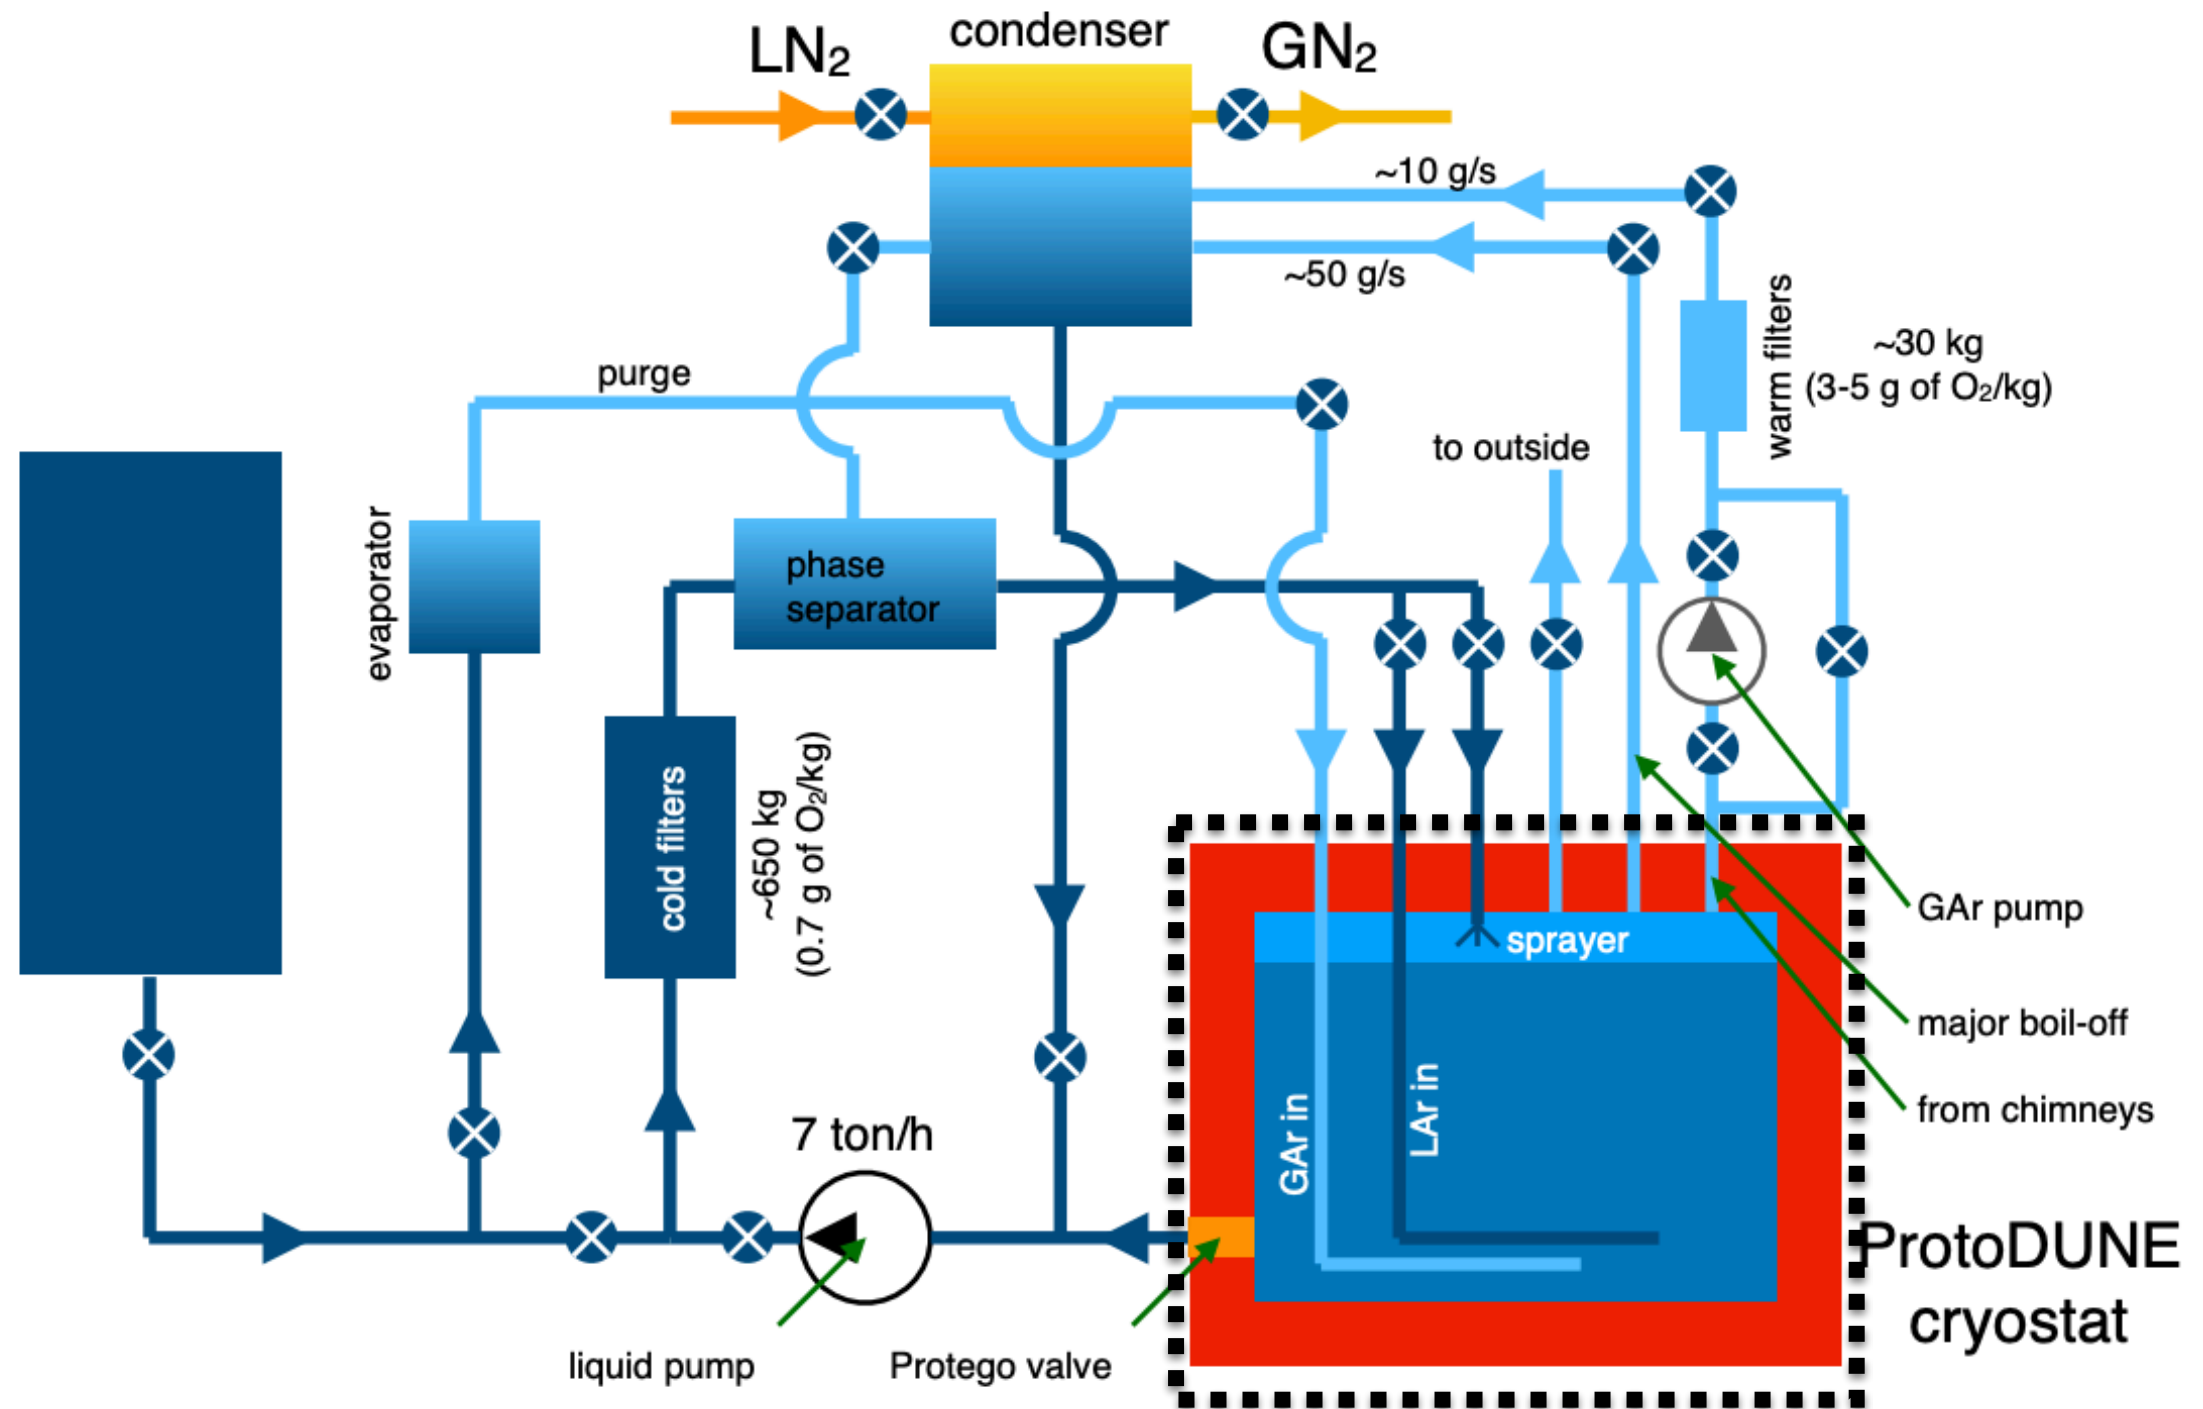 condenser
LN₂
GN₂
~10 g/s
~50 g/s
purge
warm filters
~30 kg
(3-5 g of O₂/kg)
to outside
evaporator
phase
separator
cold filters
~650 kg
(0.7 g of O₂/kg)
sprayer
GAr pump
major boil-off
from chimneys
GAr in
LAr in
7 ton/h
ProtoDUNE
cryostat
liquid pump
Protego valve